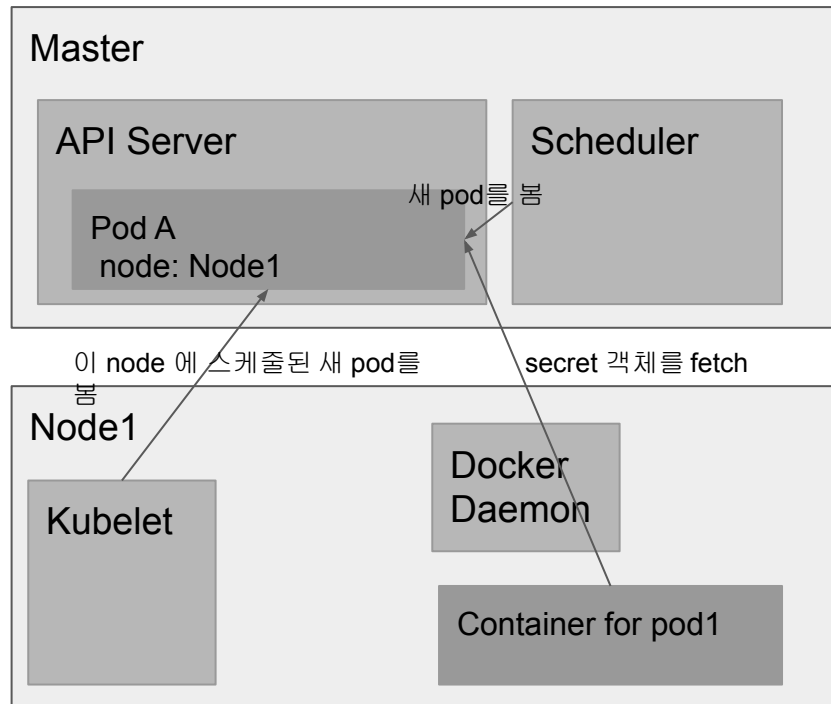 Master
API Server
Scheduler
새 pod를 봄
Pod A
node: Node1
이 node 에 스케줄된 새 pod를
봄
secret 객체를 fetch
Node1
Docker
Daemon
Kubelet
Container for pod1